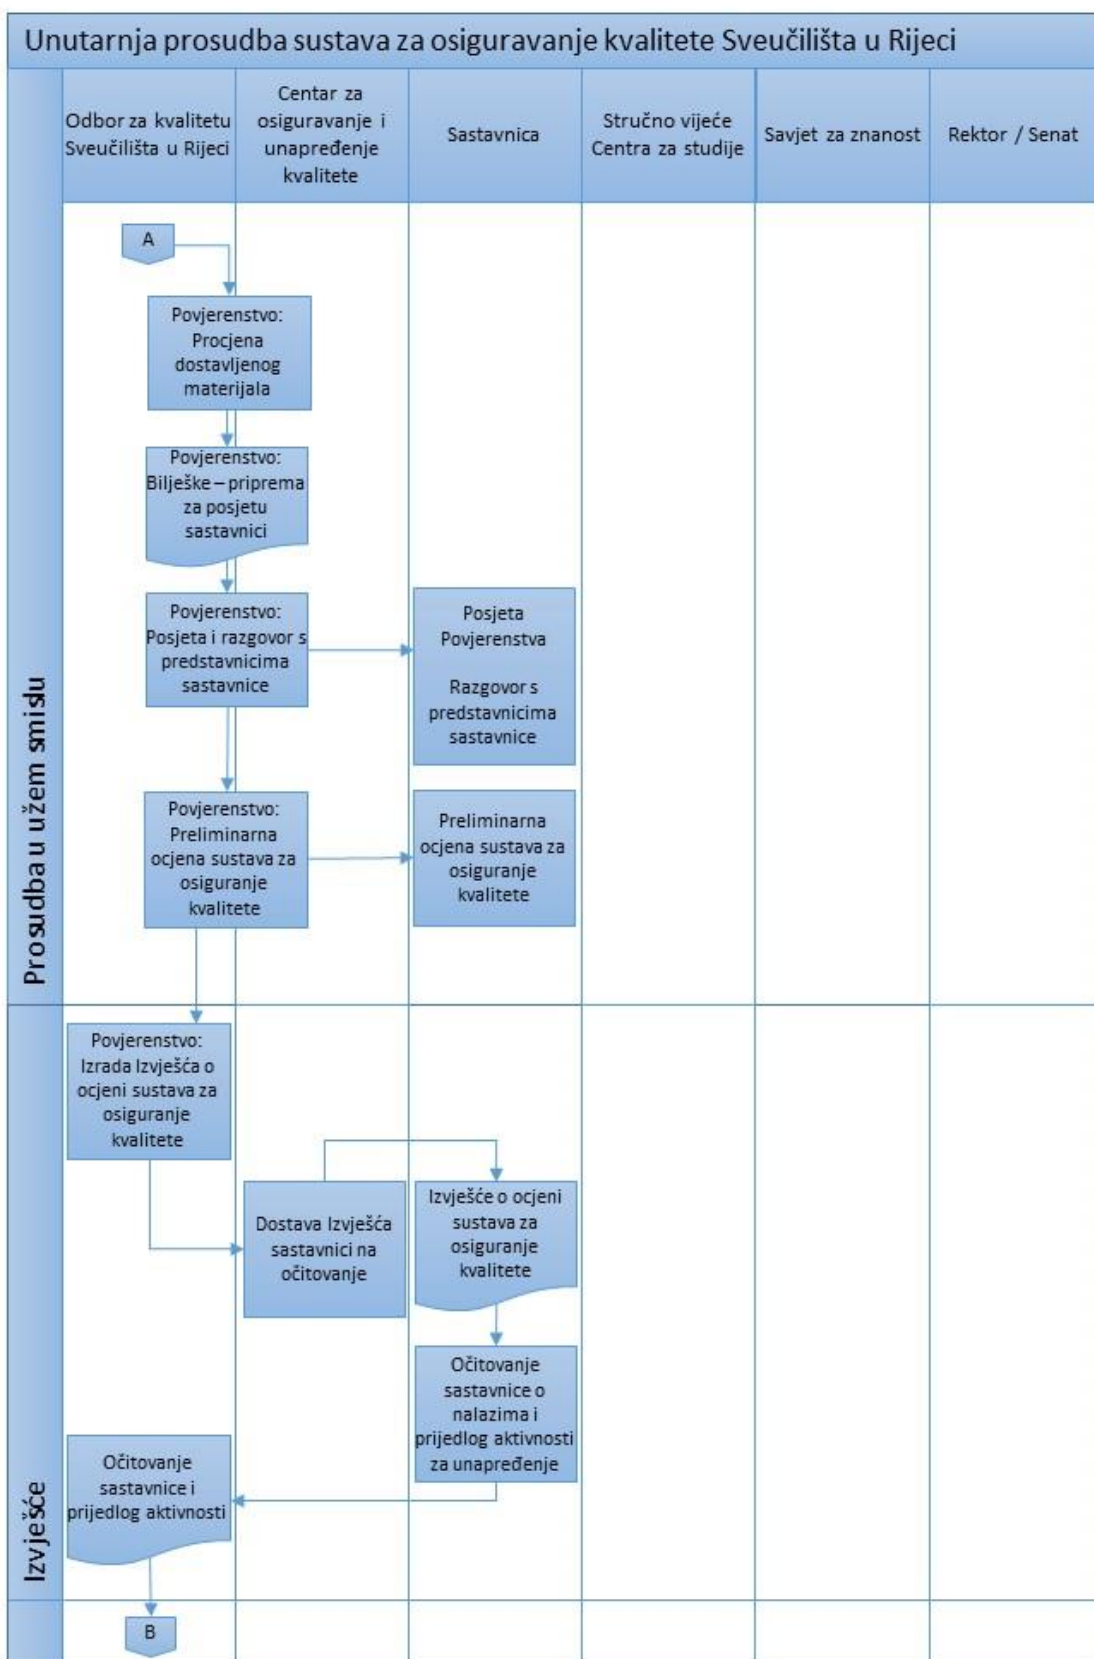 Unutarnja prosudba sustava za osiguravanje kvalitete Sveučilišta u Rijeci
Odbor za kvalitetu
Sveučilišta u Rijeci
Centar za
osiguravanje i
unapređenje
kvalitete
Sastavnica
Stručno vijeće
Centra za studije
Savjet za znanost
Rektor / Senat
Prosudba u užem smislu
A
Povjerenstvo:
Procjena
dostavljenog
materijala
Povjerenstvo:
Bilješke – priprema
za posjetu
sastavnici
Povjerenstvo:
Posjeta i razgovor s
predstavnicima
sastavnice
Posjeta
Povjerenstva
Razgovor s
predstavnicima
sastavnice
Povjerenstvo:
Preliminarna
ocjena sustava za
osiguranje
kvalitete
Preliminarna
ocjena sustava za
osiguranje
kvalitete
Izvješće
Povjerenstvo:
Izrada Izvješća o
ocjeni sustava za
osiguranje
kvalitete
Dostava Izvješća
sastavnici na
očitovanje
Izvješće o ocjeni
sustava za
osiguranje
kvalitete
Očitovanje
sastavnice o
nalazima i
prijedlog aktivnosti
za unapređenje
Očitovanje
sastavnice i
prijedlog aktivnosti
B